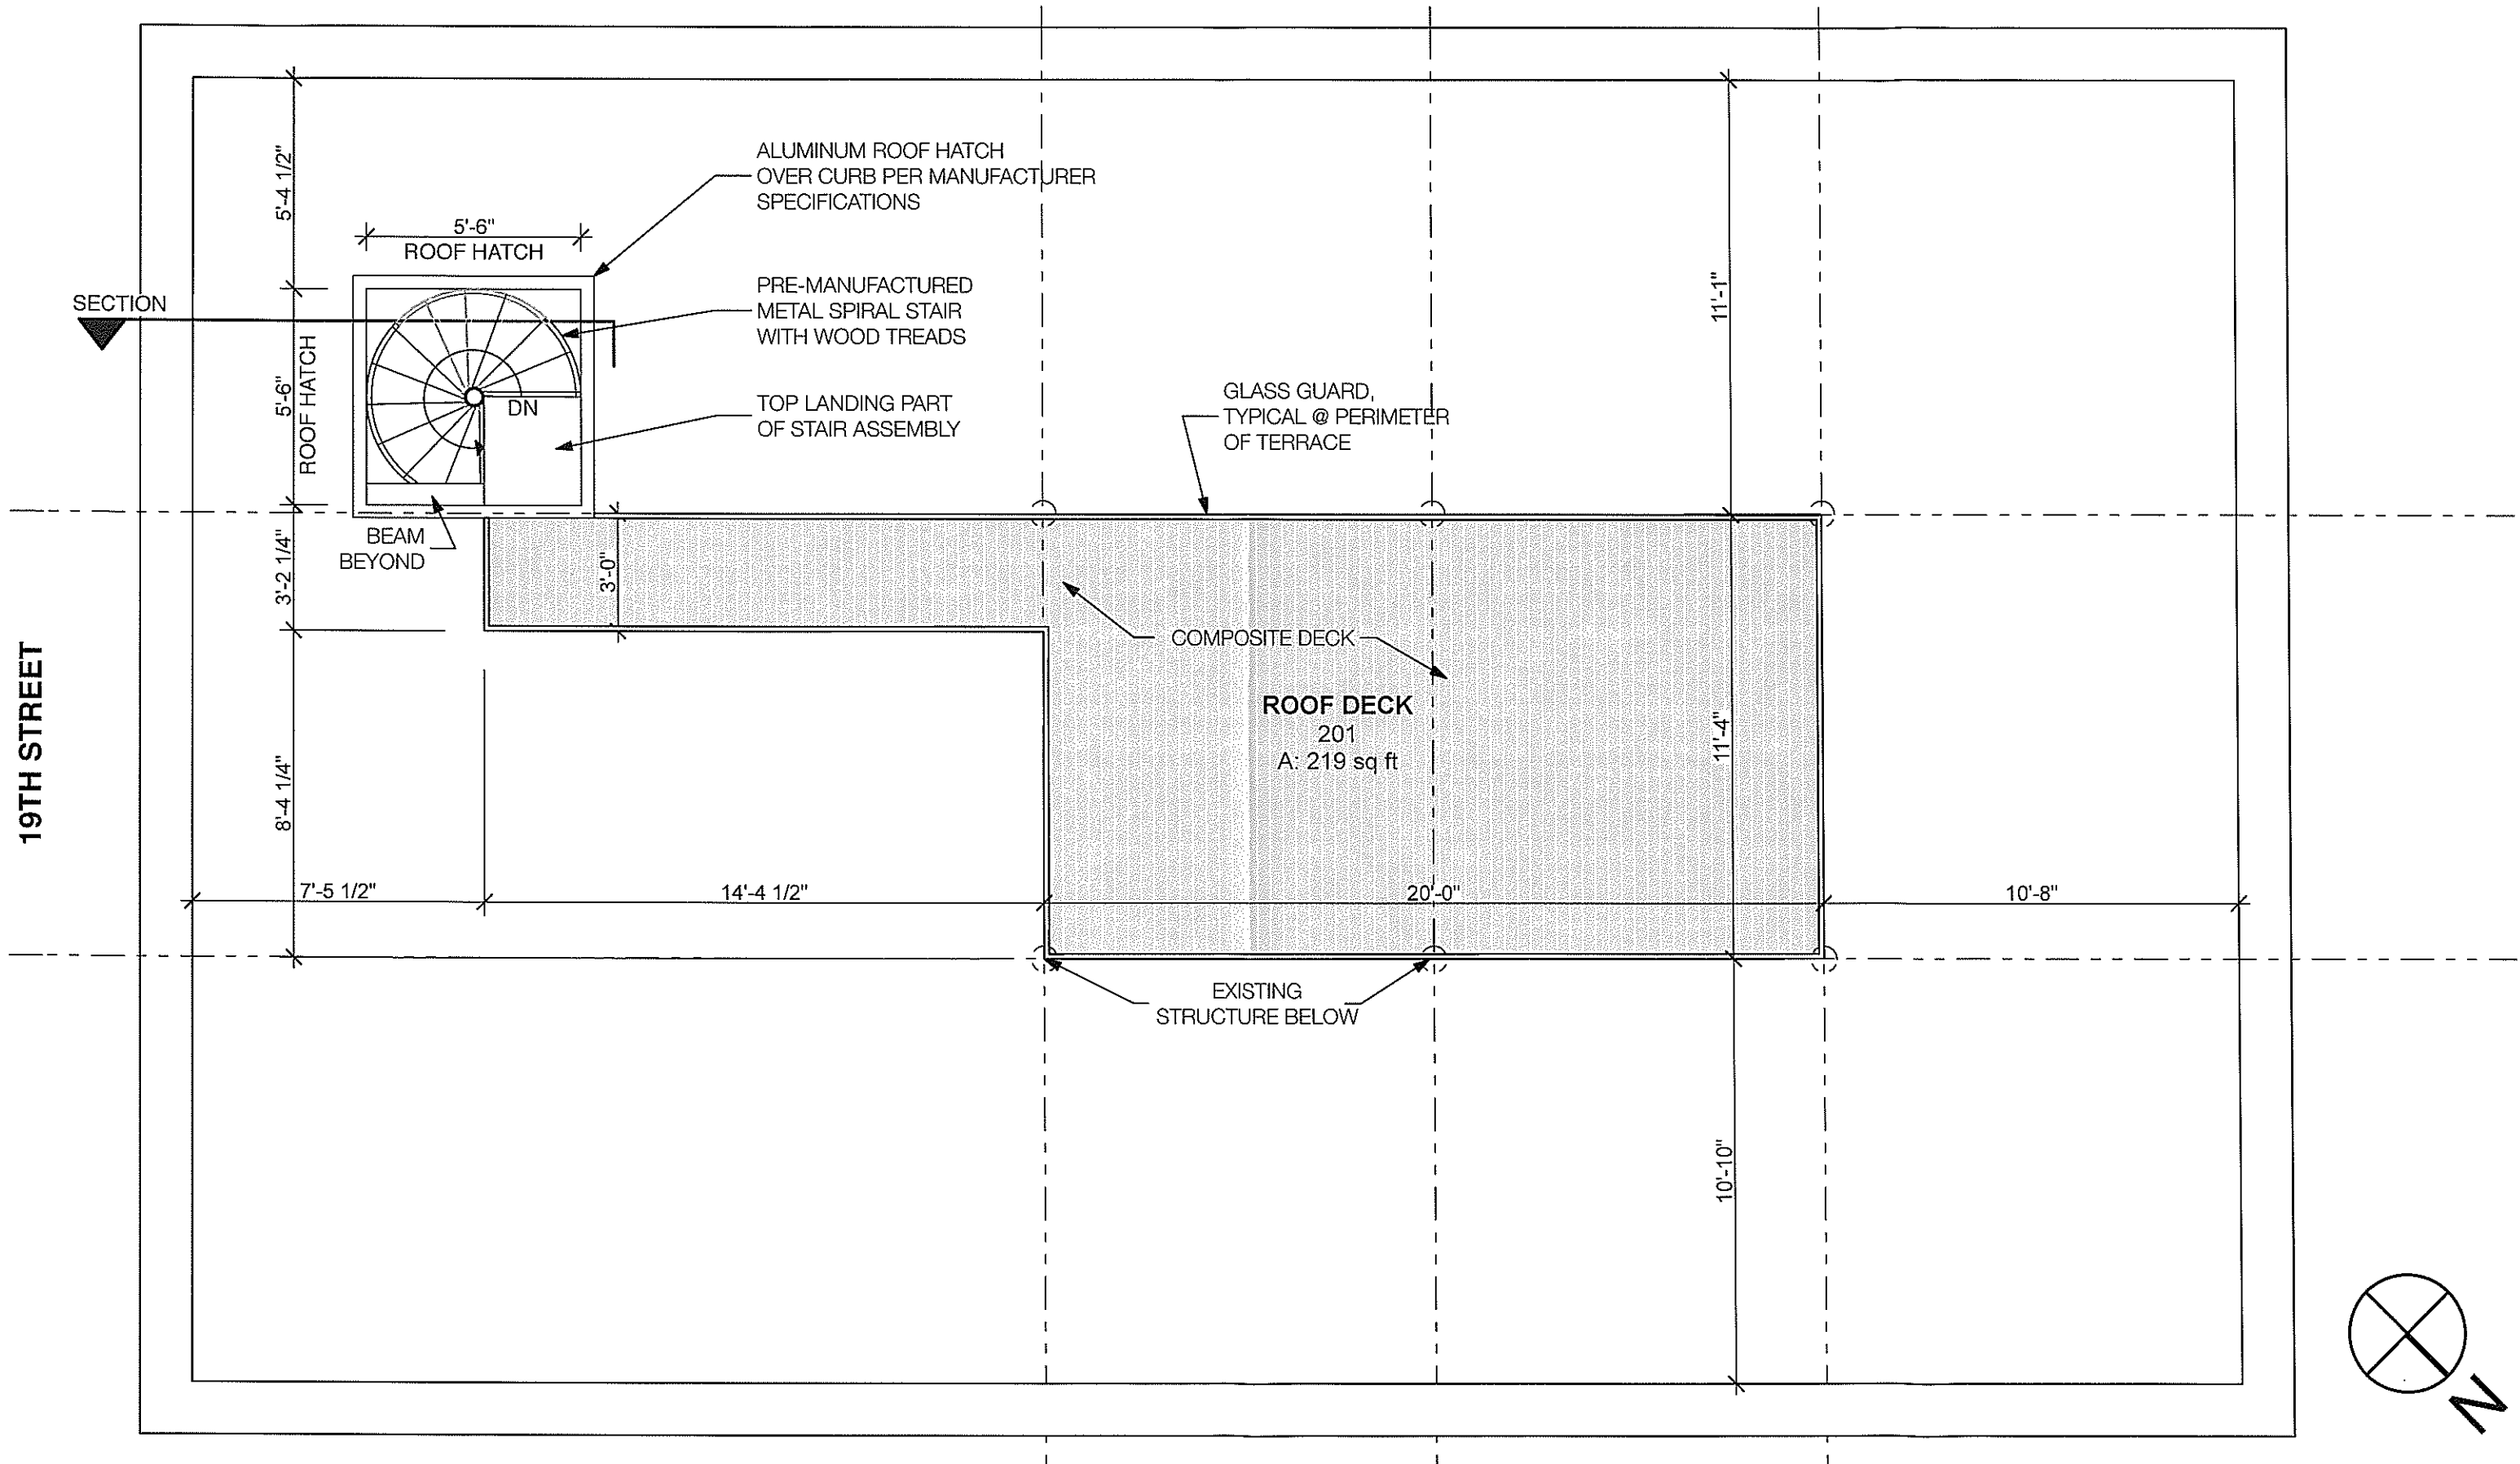 ALUMINUM ROOF HATCH
OVER CURB PER MANUFACTURER
SPECIFICATIONS
5'-4 1/2"
5'-6"
ROOF HATCH
PRE-MANUFACTURED
METAL SPIRAL STAIR
WITH WOOD TREADS
11'-1"
SECTION
5'-6"
ROOF HATCH
TOP LANDING PART
OF STAIR ASSEMBLY
DN
GLASS GUARD,
TYPICAL @ PERIMETER
OF TERRACE
BEAM
BEYOND
3'-2 1/4"
3'-0"
COMPOSITE DECK
ROOF DECK
201
A: 219 sq ft
11'-4"
19TH STREET
8'-4 1/4"
7'-5 1/2"
14'-4 1/2"
20'-0"
10'-8"
EXISTING
STRUCTURE BELOW
10'-10"
N